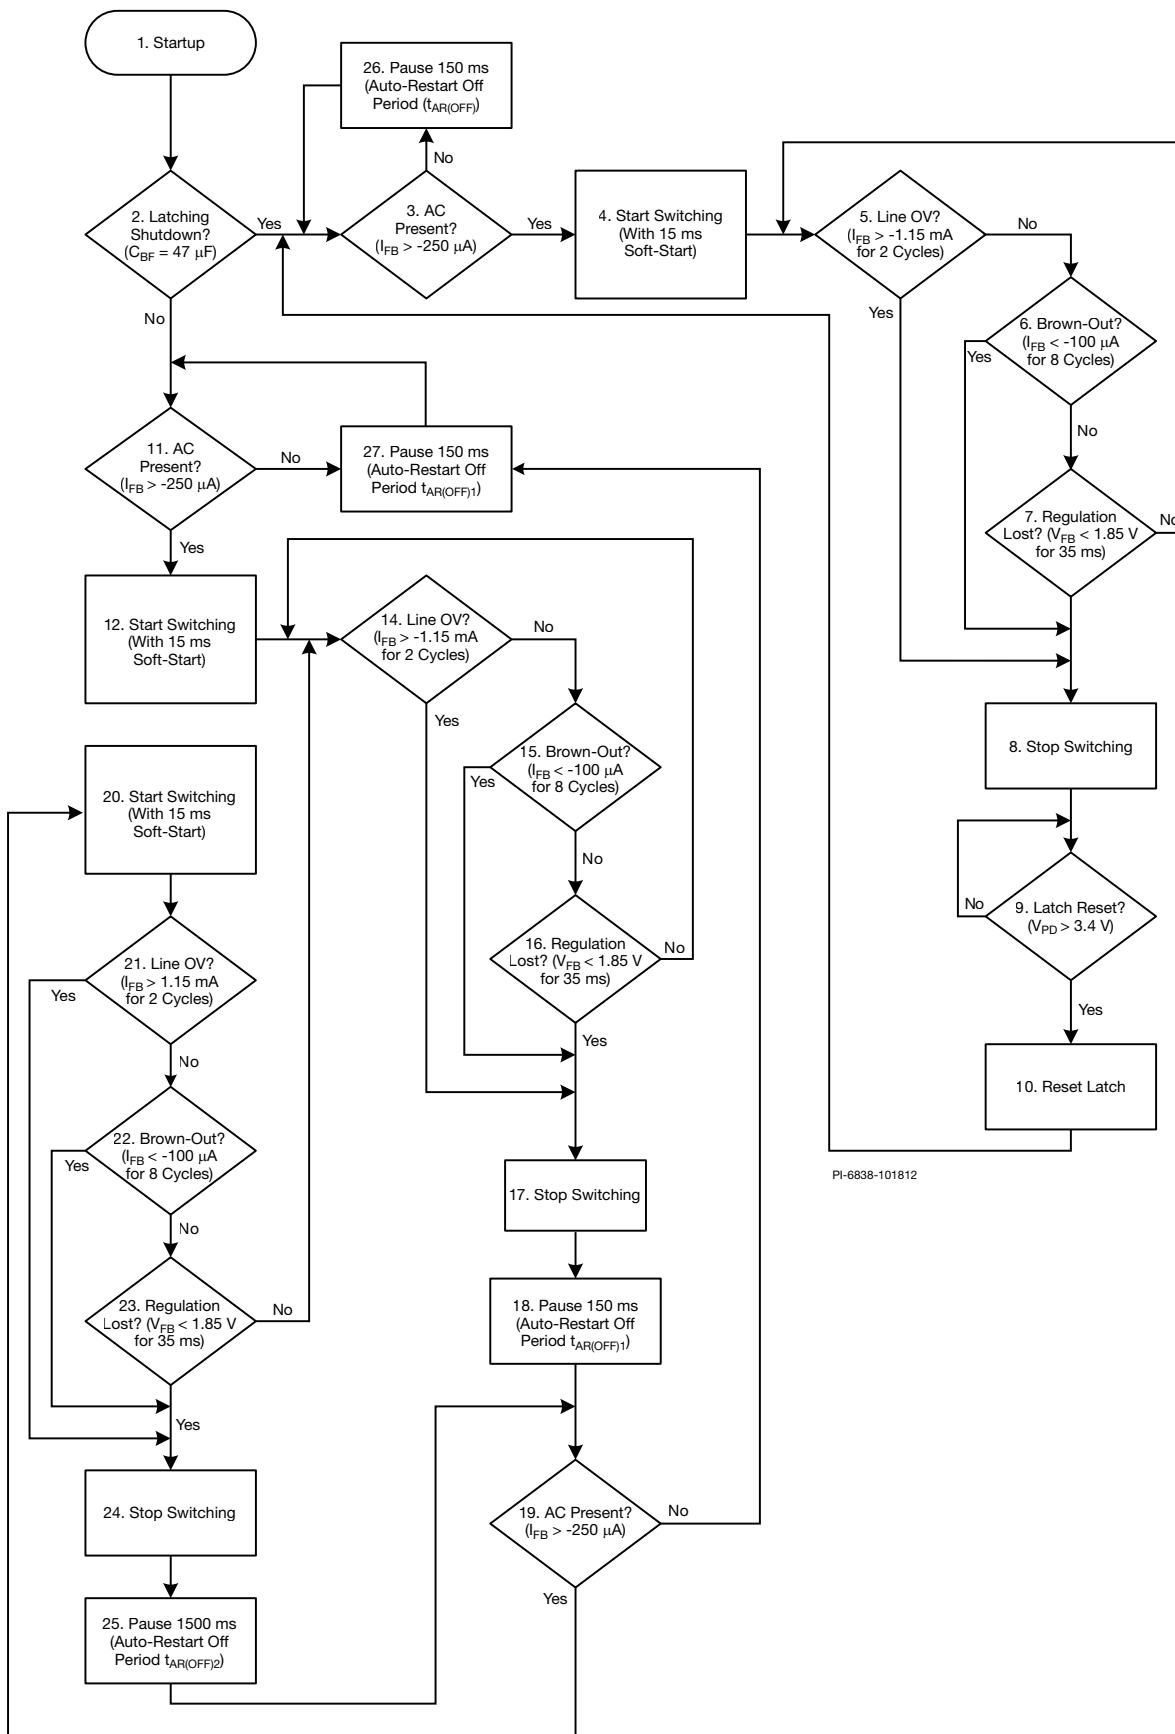 1. Startup
26. Pause 150 ms
(Auto-Restart Off
Period (tAR(OFF))
No
2. Latching
Shutdown?
(CBF = 47 µF)
Yes
3. AC
Present?
(IFB > -250 µA)
Yes
4. Start Switching
(With 15 ms
Soft-Start)
5. Line OV?
(IFB > -1.15 mA
for 2 Cycles)
No
Yes
No
6. Brown-Out?
(IFB < -100 µA
for 8 Cycles)
Yes
No
11. AC
Present?
(IFB > -250 µA)
No
27. Pause 150 ms
(Auto-Restart Off
Period tAR(OFF)1)
7. Regulation
Lost? (VFB < 1.85 V
for 35 ms)
No
Yes
12. Start Switching
(With 15 ms
Soft-Start)
14. Line OV?
(IFB > -1.15 mA
for 2 Cycles)
No
Yes
8. Stop Switching
15. Brown-Out?
(IFB < -100 µA
for 8 Cycles)
Yes
No
20. Start Switching
(With 15 ms
Soft-Start)
9. Latch Reset?
(VPD > 3.4 V)
No
Yes
16. Regulation
Lost? (VFB < 1.85 V
for 35 ms)
No
Yes
21. Line OV?
(IFB > 1.15 mA
for 2 Cycles)
Yes
No
10. Reset Latch
22. Brown-Out?
(IFB < -100 µA
for 8 Cycles)
Yes
No
PI-6838-101812
17. Stop Switching
23. Regulation
Lost? (VFB < 1.85 V
for 35 ms)
No
Yes
18. Pause 150 ms
(Auto-Restart Off
Period tAR(OFF)1)
24. Stop Switching
19. AC Present?
(IFB > -250 µA)
No
Yes
25. Pause 1500 ms
(Auto-Restart Off
Period tAR(OFF)2)